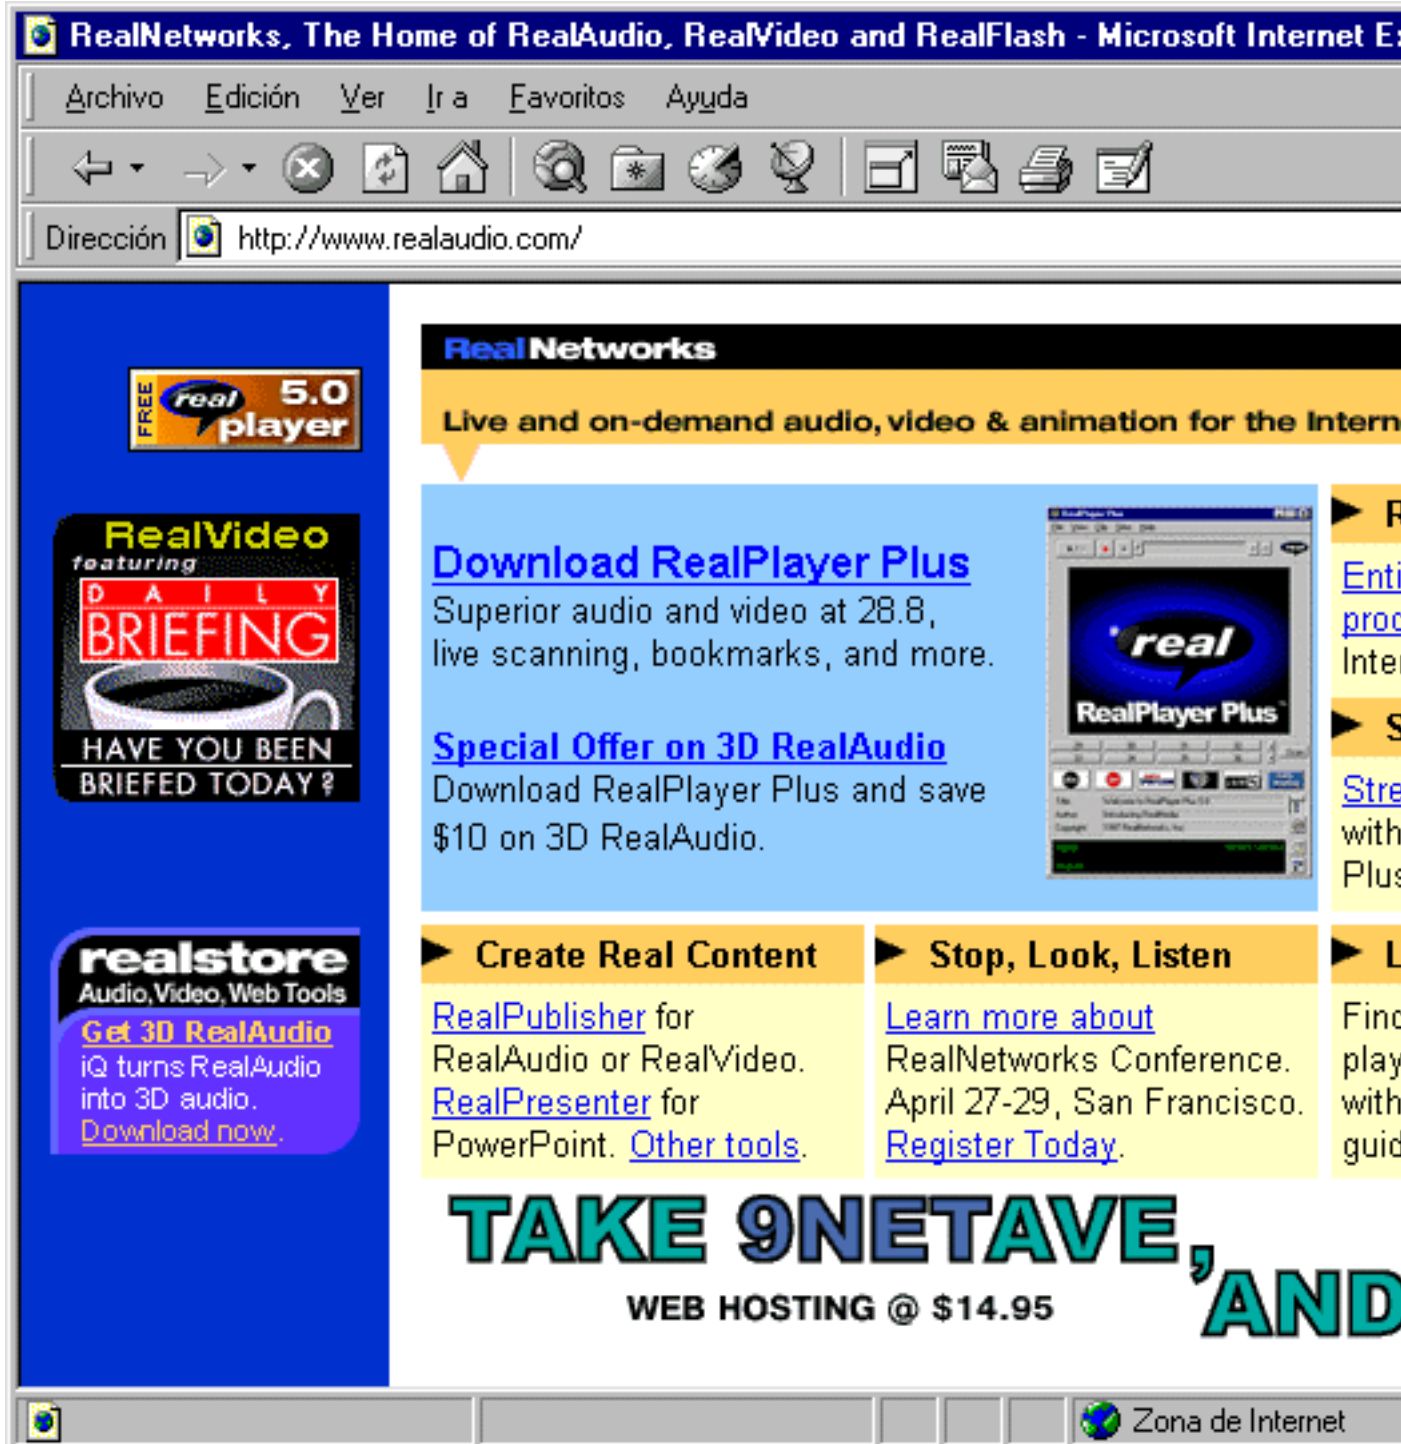 RealNetworks, The Home of RealAudio, RealVideo and RealFlash - Microsoft Internet
Archivo Edición Ver Ir a Favoritos Ayuda
Dirección http://www.realaudio.com/
FREE real 5.0 player
RealVideo
featuring
DAILY
BRIEFING
HAVE YOU BEEN
BRIEFED TODAY?
realstore
Audio, Video, Web Tools
Get 3D RealAudio
iQ turns RealAudio
into 3D audio.
Download now.
RealNetworks
Live and on-demand audio, video & animation for the
Download RealPlayer Plus
Superior audio and video at 28.8,
live scanning, bookmarks, and more.
Special Offer on 3D RealAudio
Download RealPlayer Plus and save
$10 on 3D RealAudio.
real
RealPlayer Plus
Create Real Content
RealPublisher for
RealAudio or RealVideo.
RealPresenter for
PowerPoint. Other tools.
Stop, Look, Listen
Learn more about
RealNetworks Conference.
April 27-29, San Francisco.
Register Today.
with
Plus
with
TAKE 9NETAVE,
WEB HOSTING @ $14.95
AND
Zona de Internet